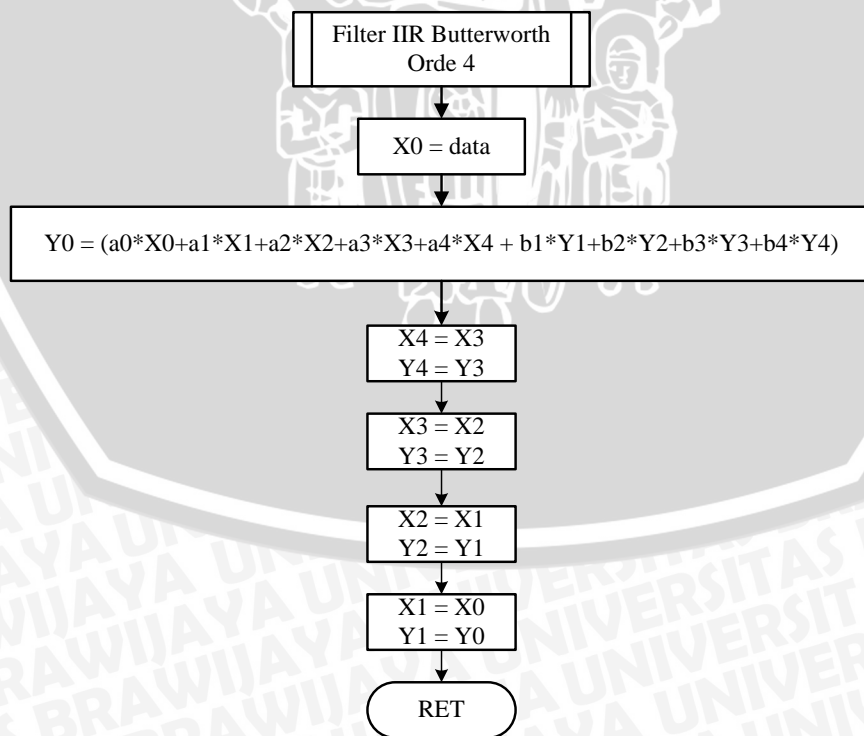 Filter IIR Butterworth
Orde 4
X0 = data
Y0 = (a0*X0+a1*X1+a2*X2+a3*X3+a4*X4 + b1*Y1+b2*Y2+b3*Y3+b4*Y4)
X4 = X3
Y4 = Y3
X3 = X2
Y3 = Y2
X2 = X1
Y2 = Y1
X1 = X0
Y1 = Y0
RET